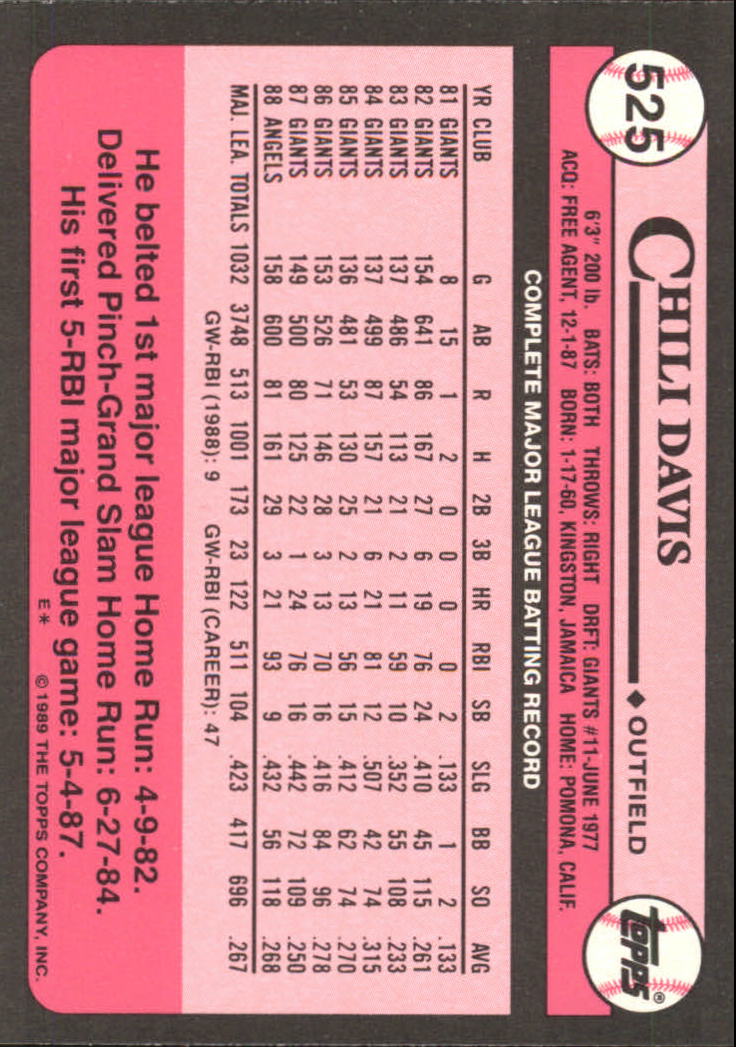 525
CHILI DAVIS ◆ OUTFIELD
Topps®
6'3" 200 lb. BATS: BOTH THROWS: RIGHT DRFT: GIANTS #11-JUNE 1977
ACQ: FREE AGENT, 12-1-87 BORN: 1-17-60, KINGSTON, JAMAICA HOME: POMONA, CALIF.
COMPLETE MAJOR LEAGUE BATTING RECORD
YR CLUB G AB R H 2B 3B HR RBI SB SLG BB SO AVG
81 GIANTS 8 15 1 2 0 0 0 0 2 .133 1 2 .133
82 GIANTS 154 641 86 167 27 6 19 76 24 .410 45 115 .261
83 GIANTS 137 486 54 113 21 2 11 59 10 .352 55 108 .233
84 GIANTS 137 499 87 157 21 6 21 81 12 .507 42 74 .315
85 GIANTS 136 481 53 130 25 2 13 56 15 .412 62 74 .270
86 GIANTS 153 526 71 146 28 3 13 70 16 .416 84 96 .278
87 GIANTS 149 500 80 125 22 1 24 76 16 .442 72 109 .250
88 ANGELS 158 600 81 161 29 3 21 93 9 .432 56 118 .268
MAJ. LEA. TOTALS 1032 3748 513 1001 173 23 122 511 104 .423 417 696 .267
GW-RBI (1988): 9 GW-RBI (CAREER): 47
He belted 1st major league Home Run: 4-9-82.
Delivered Pinch-Grand Slam Home Run: 6-27-84.
His first 5-RBI major league game: 5-4-87.
E* © 1989 THE TOPPS COMPANY, INC.